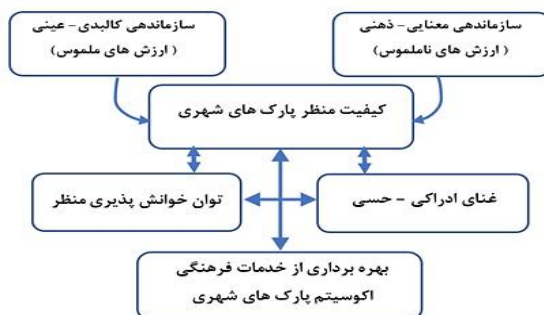 سازماندهی معنایی- ذهنی
( ارزش های ناملموس)
سازماندهی کالبدی- عینی
( ارزش های ملموس)
کیفیت منظر پارک های شهری
غنای ادراکی - حسی
توان خوانش پذیری منظر
بهره برداری از خدمات فرهنگی
اکوسیتم پارک های شهری